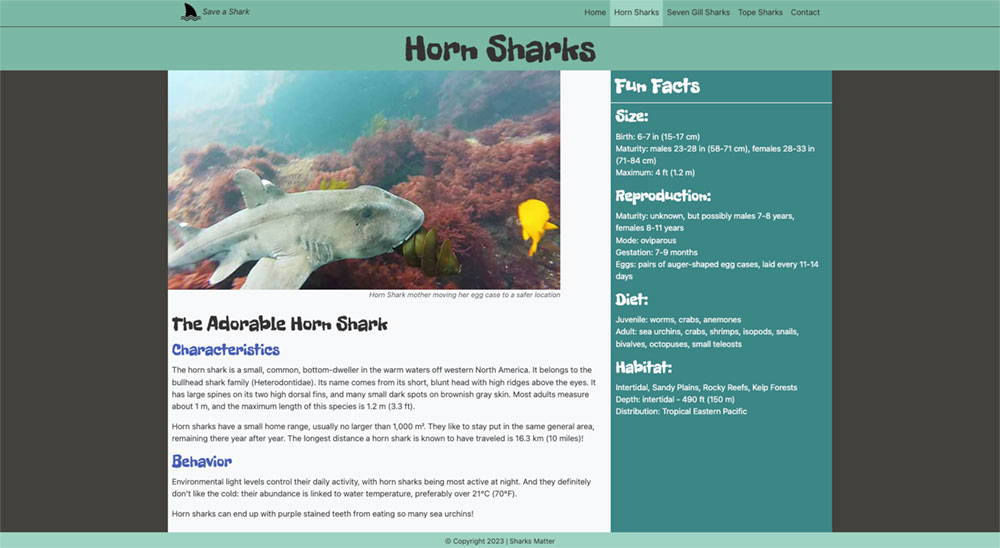 Save a Shark
Home Horn Sharks Seven Gill Sharks Tope Sharks Contact
Horn Sharks
Horn Shark mother moving her egg case to a safer location
The Adorable Horn Shark
Characteristics
The horn shark is a small, common, bottom-dweller in the warm waters off western North America. It belongs to the
bullhead shark family (Heterodontidae). Its name comes from its short, blunt head with high ridges above the eyes. It
has large spines on its two high dorsal fins, and many small dark spots on brownish gray skin. Most adults measure
about 1 m, and the maximum length of this species is 1.2 m (3.3 ft).
Horn sharks have a small home range, usually no larger than 1,000 m². They like to stay put in the same general area,
remaining there year after year. The longest distance a horn shark is known to have traveled is 16.3 km (10 miles)!
Behavior
Environmental light levels control their daily activity, with horn sharks being most active at night. And they definitely
don't like the cold: their abundance is linked to water temperature, preferably over 21°C (70°F).
Horn sharks can end up with purple stained teeth from eating so many sea urchins!
Fun Facts
Size:
Birth: 6-7 in (15-17 cm)
Maturity: males 23-28 in (58-71 cm), females 28-33 in
(71-84 cm)
Maximum: 4 ft (1.2 m)
Reproduction:
Maturity: unknown, but possibly males 7-8 years,
females 8-11 years
Mode: oviparous
Gestation: 7-9 months
Eggs: pairs of auger-shaped egg cases, laid every 11-14
days
Diet:
Juvenile: worms, crabs, anemones
Adult: sea urchins, crabs, shrimps, isopods, snails,
bivalves, octopuses, small teleosts
Habitat:
Intertidal, Sandy Plains, Rocky Reefs, Kelp Forests
Depth: intertidal - 490 ft (150 m)
Distribution: Tropical Eastern Pacific
© Copyright 2023 | Sharks Matter